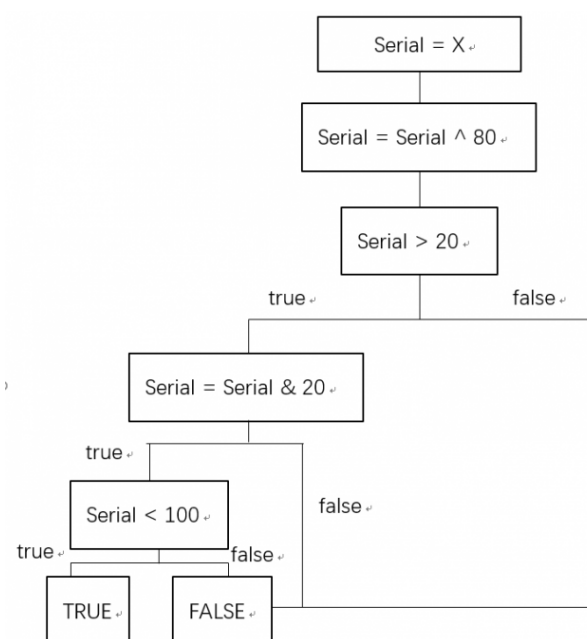 Serial = X
Serial = Serial ^ 80
Serial > 20
true
false
Serial = Serial & 20
true
Serial < 100
false
true
false
TRUE
FALSE